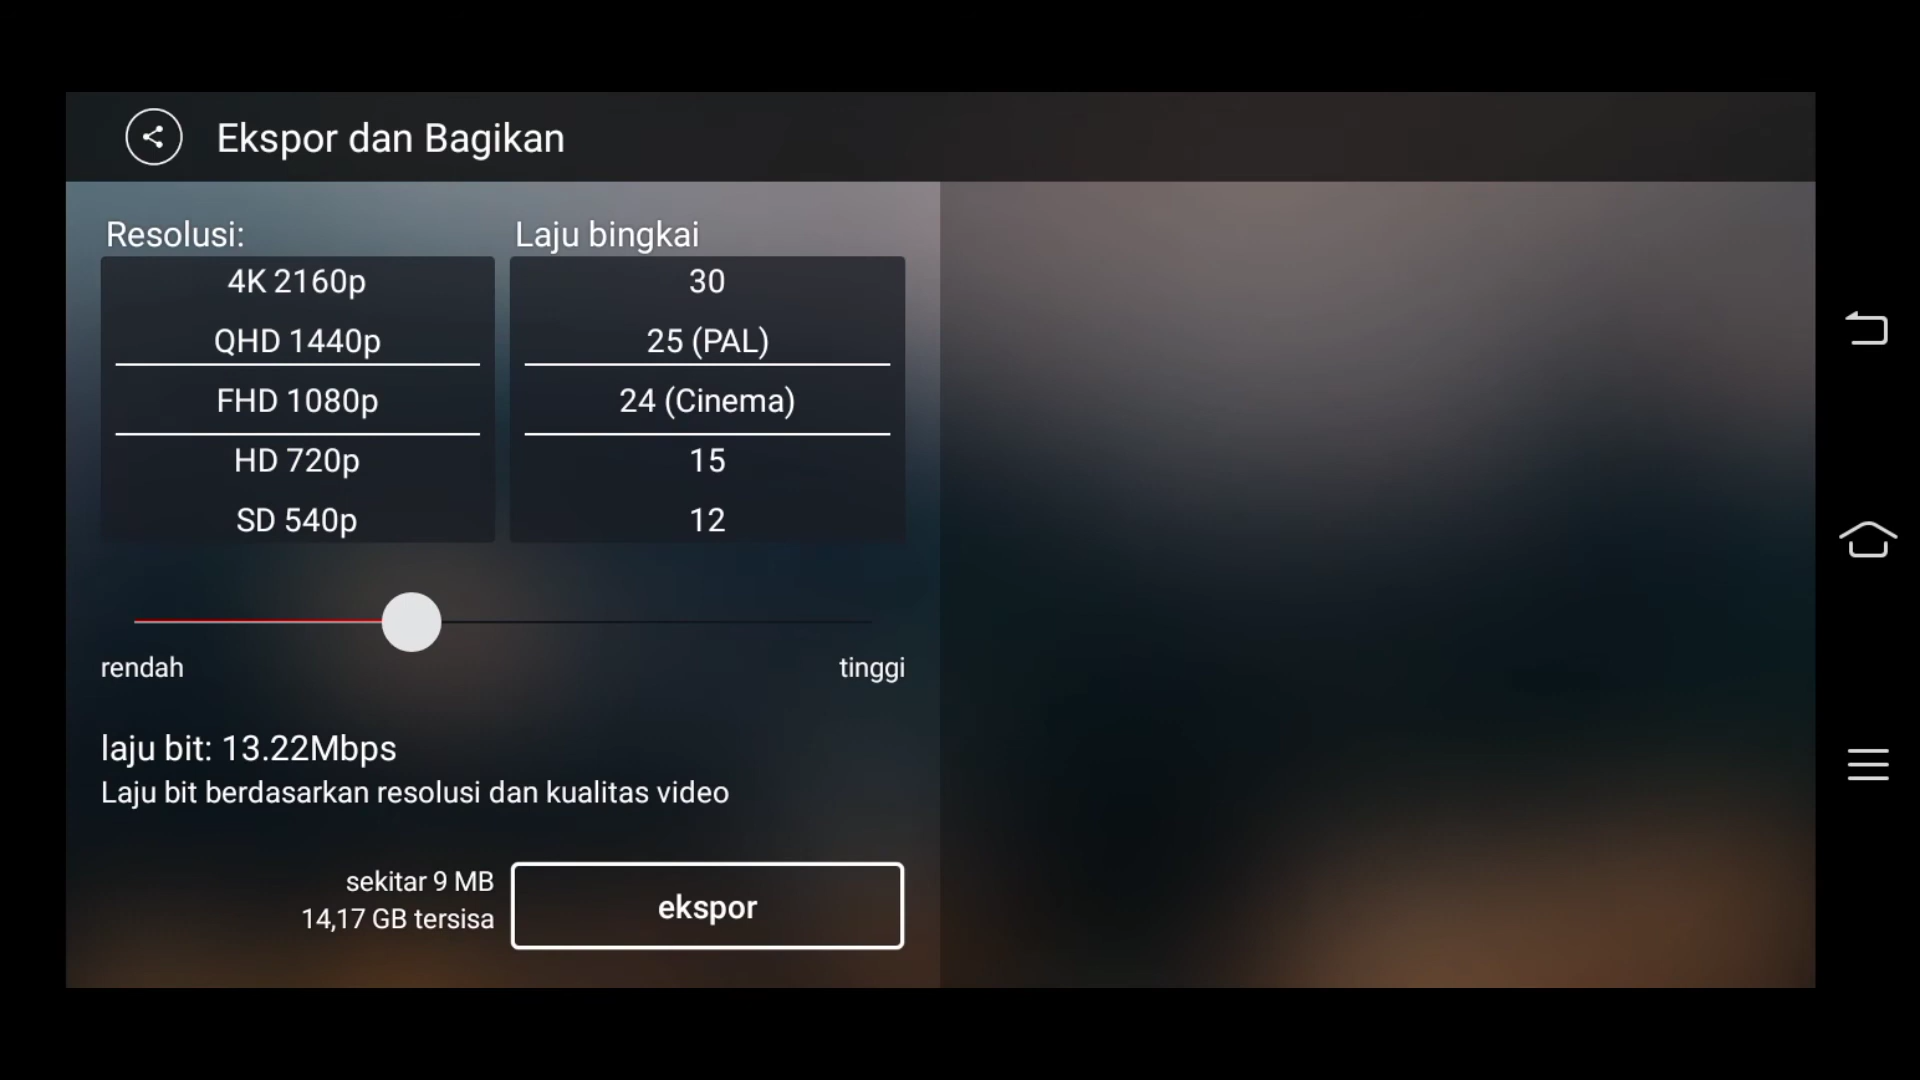 Ekspor dan Bagikan
Resolusi:
4K 2160p
QHD 1440p
FHD 1080p
HD 720p
SD 540p
Laju bingkai
30
25 (PAL)
24 (Cinema)
15
12
rendah
tinggi
laju bit: 13.22Mbps
Laju bit berdasarkan resolusi dan kualitas video
sekitar 9 MB
14,17 GB tersisa
ekspor